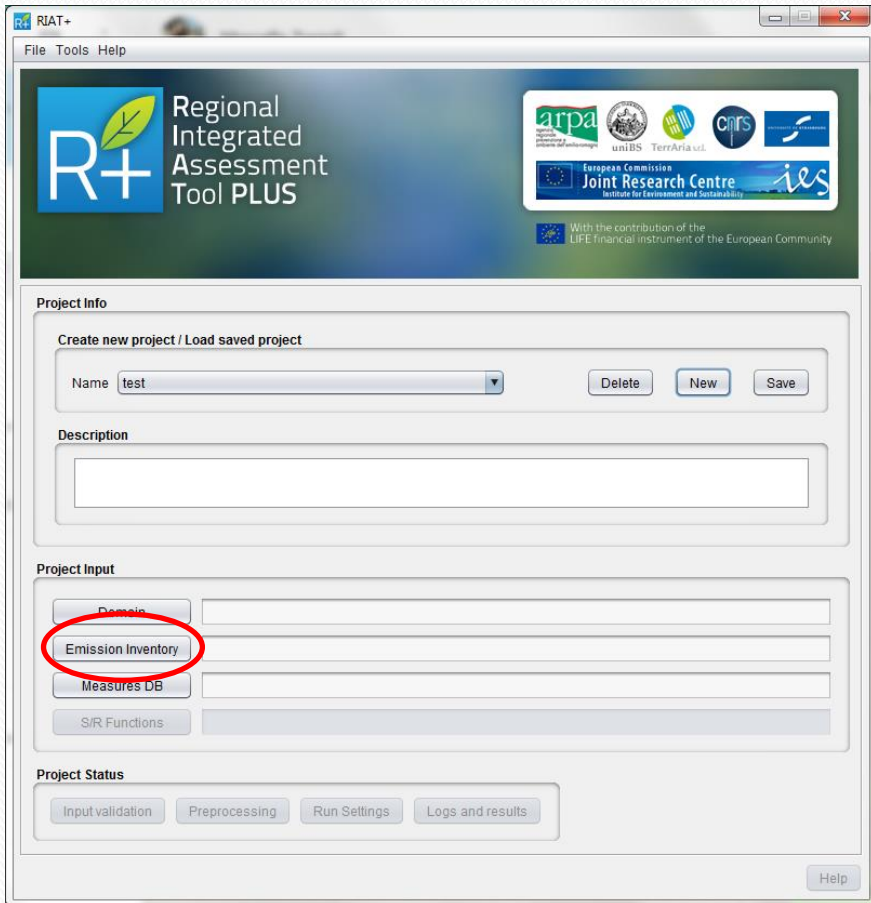 RIAT+
File Tools Help
R+
Regional
Integrated
Assessment
Tool PLUS
arpa
uniBS
TerrAria s.r.l.
cnrs
European Commission
Joint Research Centre
Institute for Environment and Sustainability
ies
With the contribution of the
LIFE financial instrument of the European Community
Project Info
Create new project / Load saved project
Name test Delete New Save
Description
Project Input
Domain
Emission Inventory
Measures DB
S/R Functions
Project Status
Input validation Preprocessing Run Settings Logs and results
Help